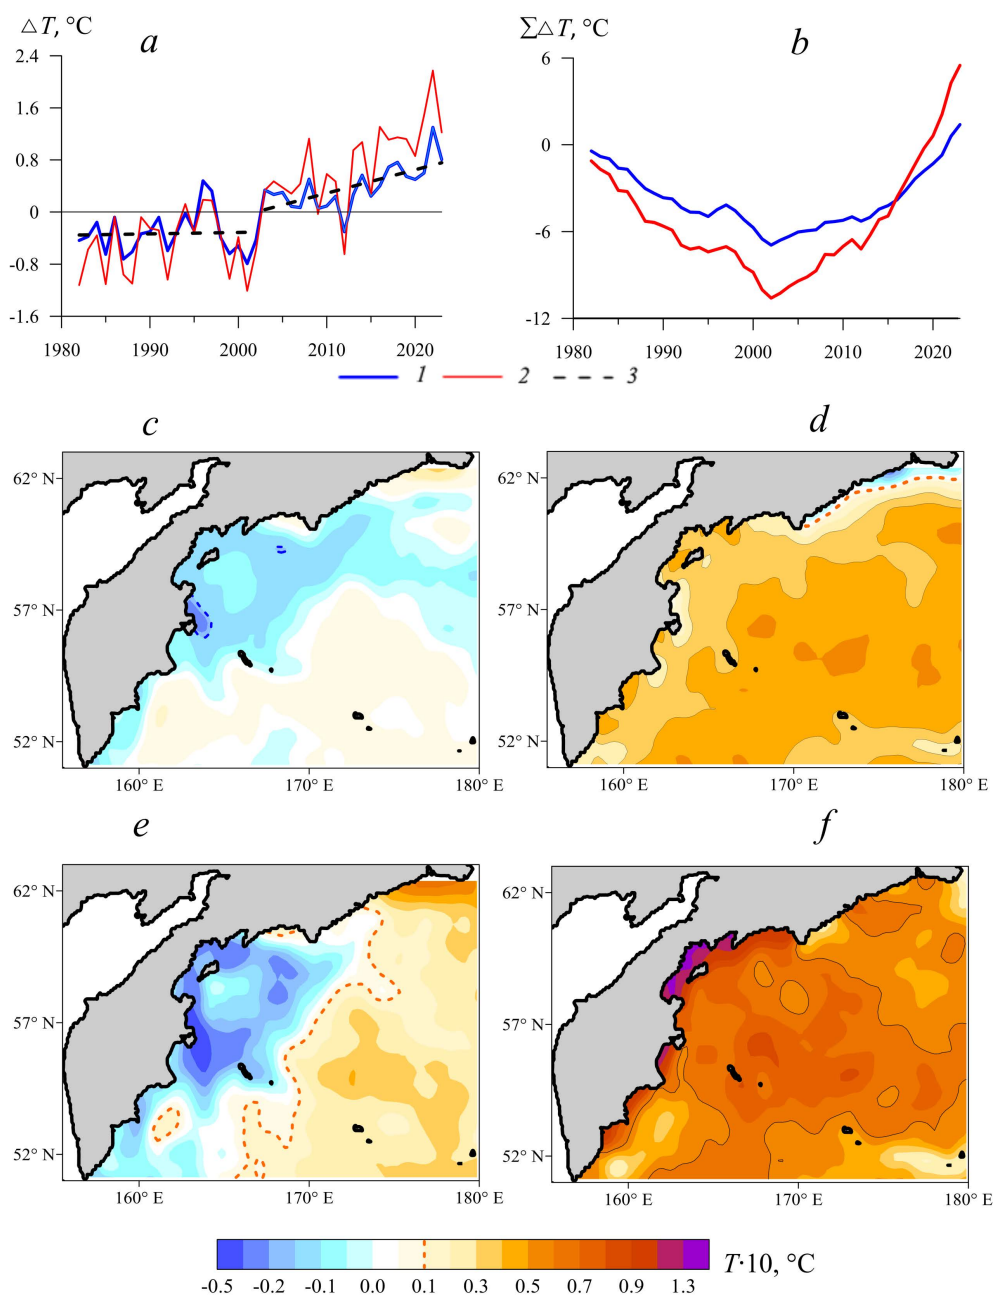 △T, °C
a
2.4
1.6
0.8
0
-0.8
-1.6
1980 1990 2000 2010 2020
∑△T, °C
b
6
0
-6
-12
1980 1990 2000 2010 2020
1 2 3
c
62° N
57° N
52° N
160° E 170° E 180° E
d
62° N
57° N
52° N
160° E 170° E 180° E
e
62° N
57° N
52° N
160° E 170° E 180° E
f
62° N
57° N
52° N
160° E 170° E 180° E
-0.5 -0.2 -0.1 0.0 0.1 0.3 0.5 0.7 0.9 1.3
T·10, °C